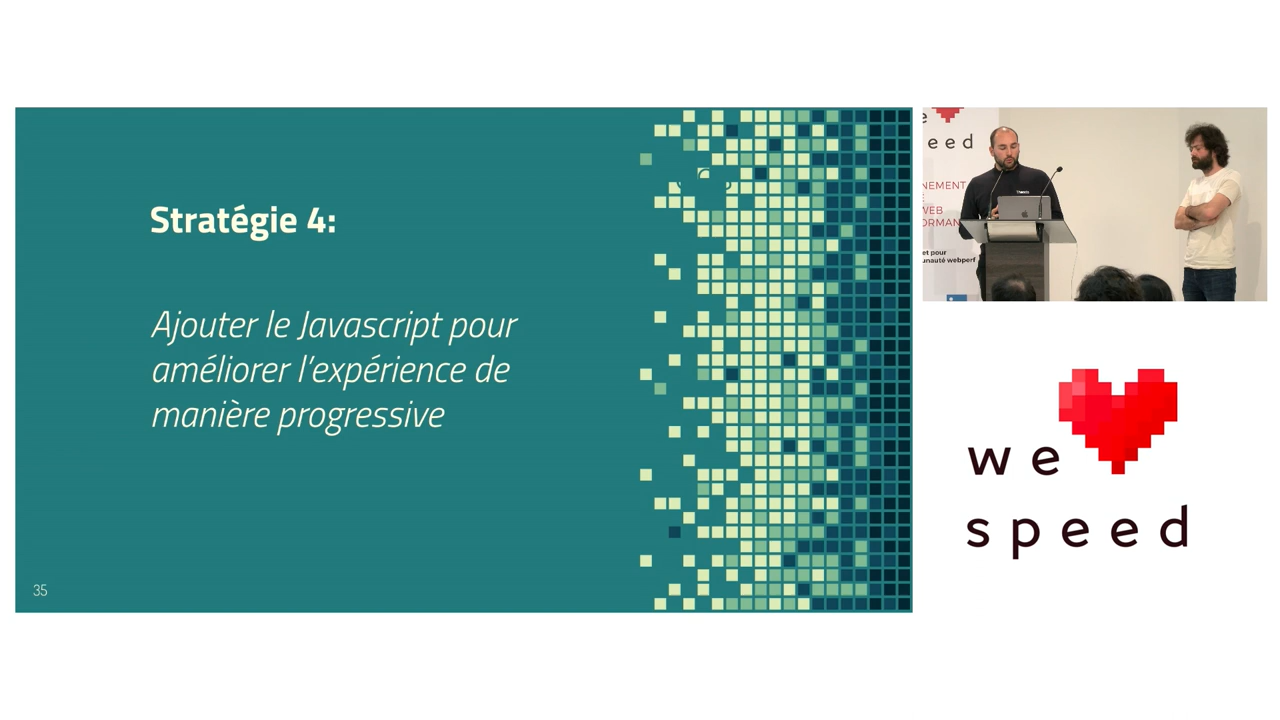 Stratégie 4:
Ajouter le Javascript pour
améliorer l'expérience de
manière progressive
35
e
eed
NEMENT
WEB
ORMAN
et pour
unauté webperf
we
speed